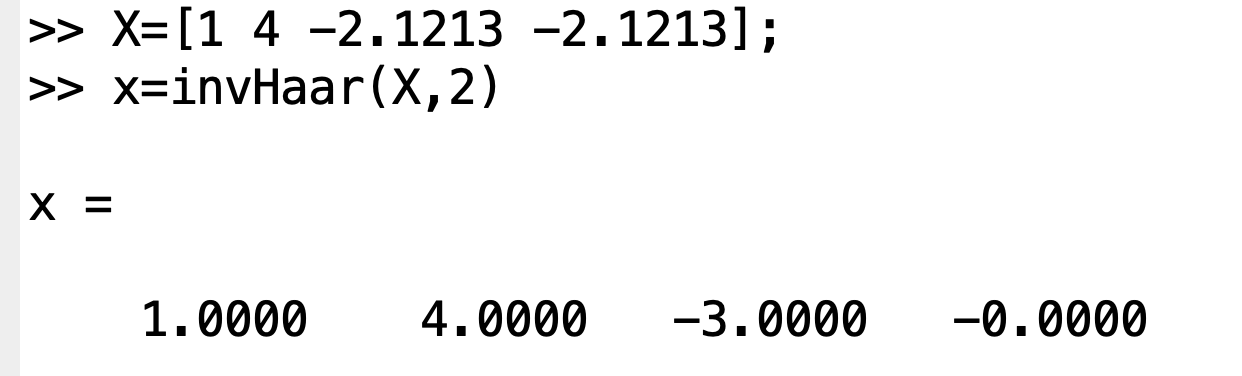 >> X=[1 4 -2.1213 -2.1213];
>> x=invHaar(X,2)
x =
1.0000 4.0000 -3.0000 -0.0000